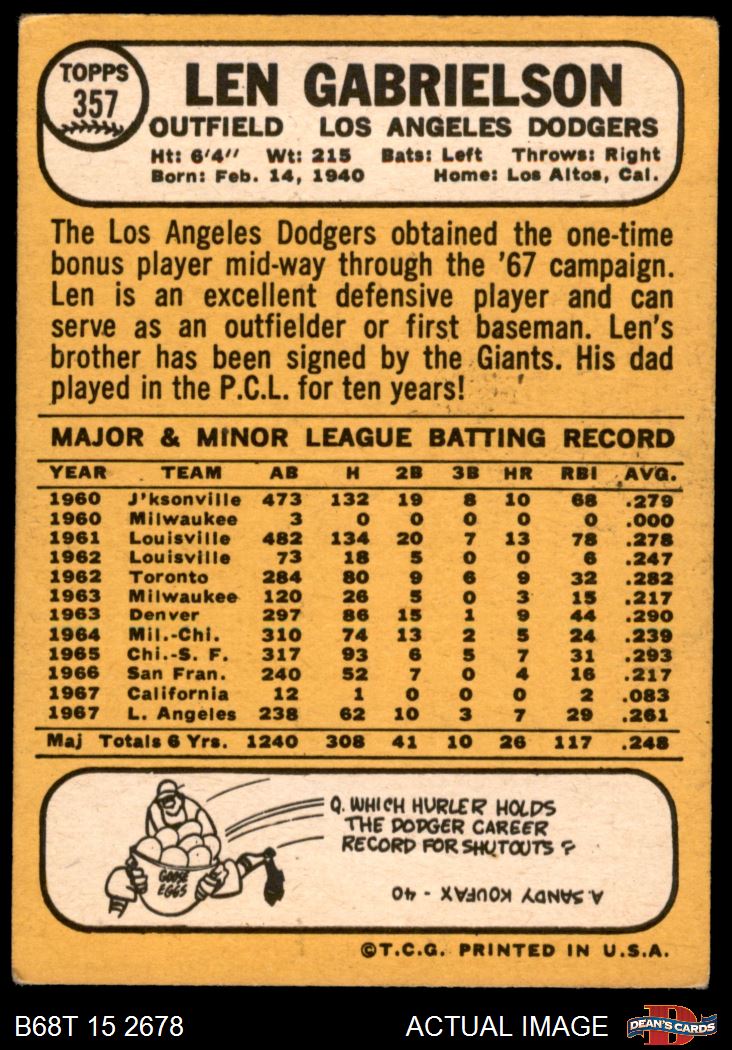 TOPPS
357
LEN GABRIELSON
OUTFIELD LOS ANGELES DODGERS
Ht: 6'4" Wt: 215 Bats: Left Throws: Right
Born: Feb. 14, 1940 Home: Los Altos, Cal.
The Los Angeles Dodgers obtained the one-time
bonus player mid-way through the '67 campaign.
Len is an excellent defensive player and can
serve as an outfielder or first baseman. Len's
brother has been signed by the Giants. His dad
played in the P.C.L. for ten years!
MAJOR & MINOR LEAGUE BATTING RECORD
YEAR TEAM AB H 2B 3B HR RBI AVG.
1960 J'ksonville 473 132 19 8 10 68 .279
1960 Milwaukee 3 0 0 0 0 0 .000
1961 Louisville 482 134 20 7 13 78 .278
1962 Louisville 73 18 5 0 0 6 .247
1962 Toronto 284 80 9 6 9 32 .282
1963 Milwaukee 120 26 5 0 3 15 .217
1963 Denver 297 86 15 1 9 44 .290
1964 Mil.-Chi. 310 74 13 2 5 24 .239
1965 Chi.-S. F. 317 93 6 5 7 31 .293
1966 San Fran. 240 52 7 0 4 16 .217
1967 California 12 1 0 0 0 2 .083
1967 L. Angeles 238 62 10 3 7 29 .261
Maj Totals 6 Yrs. 1240 308 41 10 26 117 .248
GOOSE
EGGS
Q. WHICH HURLER HOLDS
THE DODGER CAREER
RECORD FOR SHUTOUTS?
A. SANDY KOUFAX - 40
©T.C.G. PRINTED IN U.S.A.
B68T 15 2678 ACTUAL IMAGE
D
DEAN'S CARDS